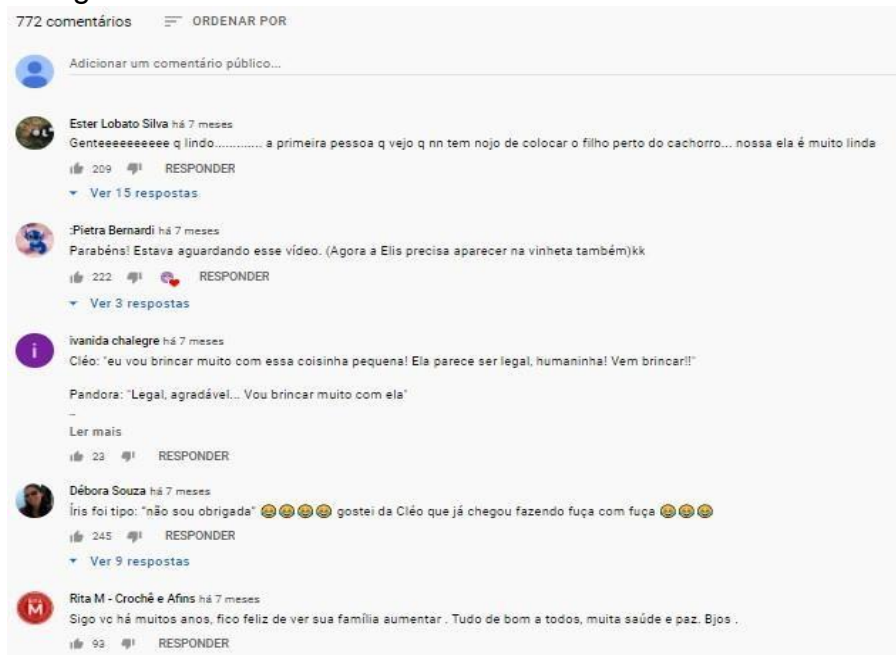 772 comentários ORDENAR POR
Adicionar um comentário público...
Ester Lobato Silva há 7 meses
Genteeeeeeeeee q lindo............. a primeira pessoa q vejo q nn tem nojo de colocar o filho perto do cachorro... nossa ela é muito linda
209 RESPONDER
Ver 15 respostas
:Pietra Bernardi há 7 meses
Parabéns! Estava aguardando esse vídeo. (Agora a Elis precisa aparecer na vinheta também)kk
222 RESPONDER
Ver 3 respostas
i
ivanida chalegre há 7 meses
Cléo: "eu vou brincar muito com essa coisinha pequena! Ela parece ser legal, humaninha! Vem brincar!!"
Pandora: "Legal, agradável... Vou brincar muito com ela"
_
Ler mais
23 RESPONDER
Débora Souza há 7 meses
Íris foi tipo: "não sou obrigada" 😂😂😂😂 gostei da Cléo que já chegou fazendo fuça com fuça 😂😂😂
245 RESPONDER
Ver 9 respostas
M
Rita M - Crochê e Afins há 7 meses
Sigo vc há muitos anos, fico feliz de ver sua família aumentar . Tudo de bom a todos, muita saúde e paz. Bjos .
93 RESPONDER